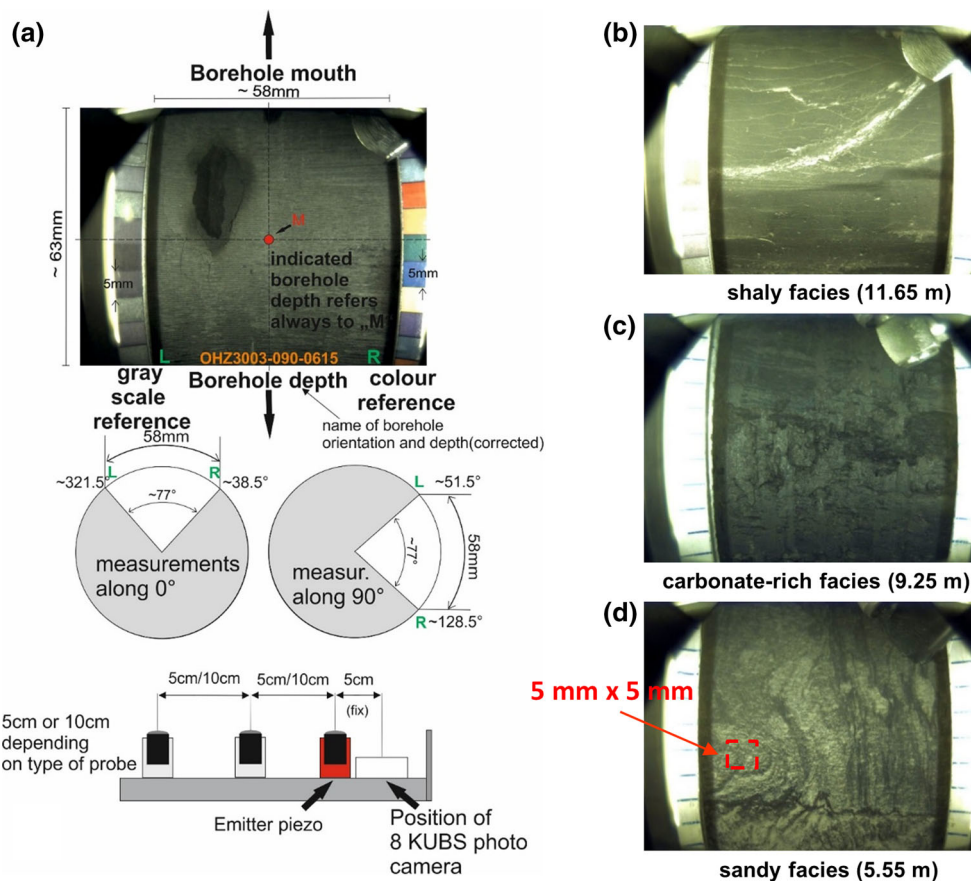 (a)
Borehole mouth
~ 58mm
~ 63mm
M
5mm
5mm
indicated
borehole
depth refers
always to „M
L
OHZ3003-090-0615
R
Borehole depth
gray
scale
reference
colour
reference
name of borehole
orientation and depth(corrected)
58mm
L
R
~321.5°
~38.5°
~77°
measurements
along 0°
L
~51.5°
~77°
58mm
measur.
along 90°
R
~128.5°
5cm/10cm
5cm/10cm
5cm
(fix)
5cm or 10cm
depending
on type of probe
Emitter piezo
Position of
8 KUBS photo
camera
(b)
shaly facies (11.65 m)
(c)
carbonate-rich facies (9.25 m)
(d)
5 mm x 5 mm
sandy facies (5.55 m)